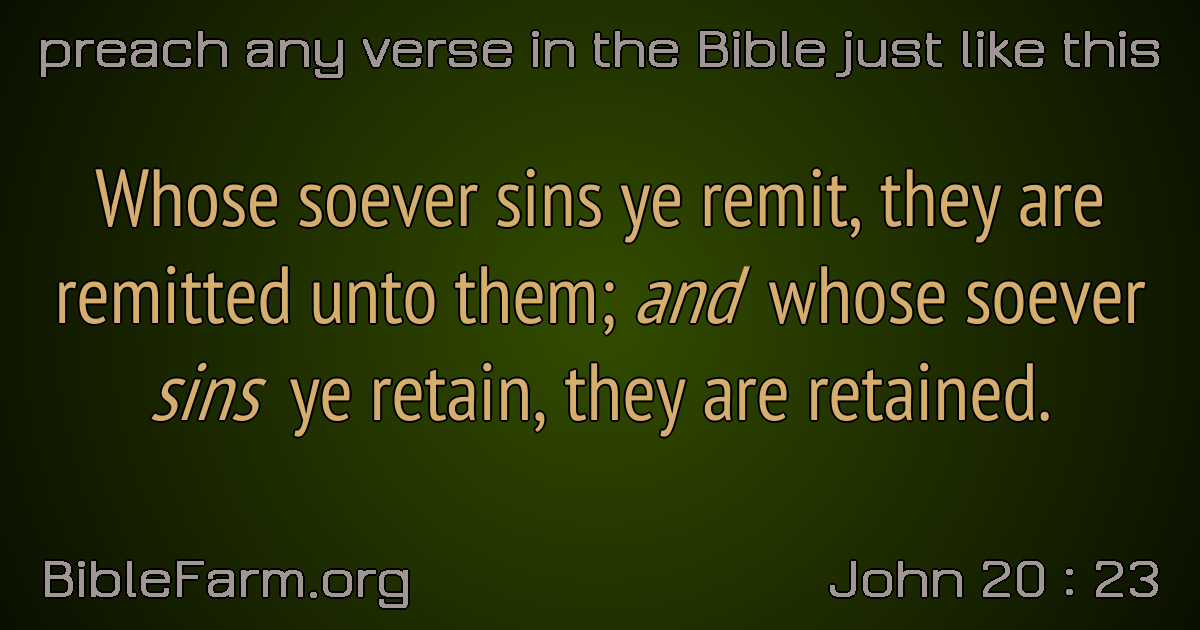 preach any verse in the Bible just like this
Whose soever sins ye remit, they are
remitted unto them; and whose soever
sins ye retain, they are retained.
BibleFarm.org
John 20 : 23